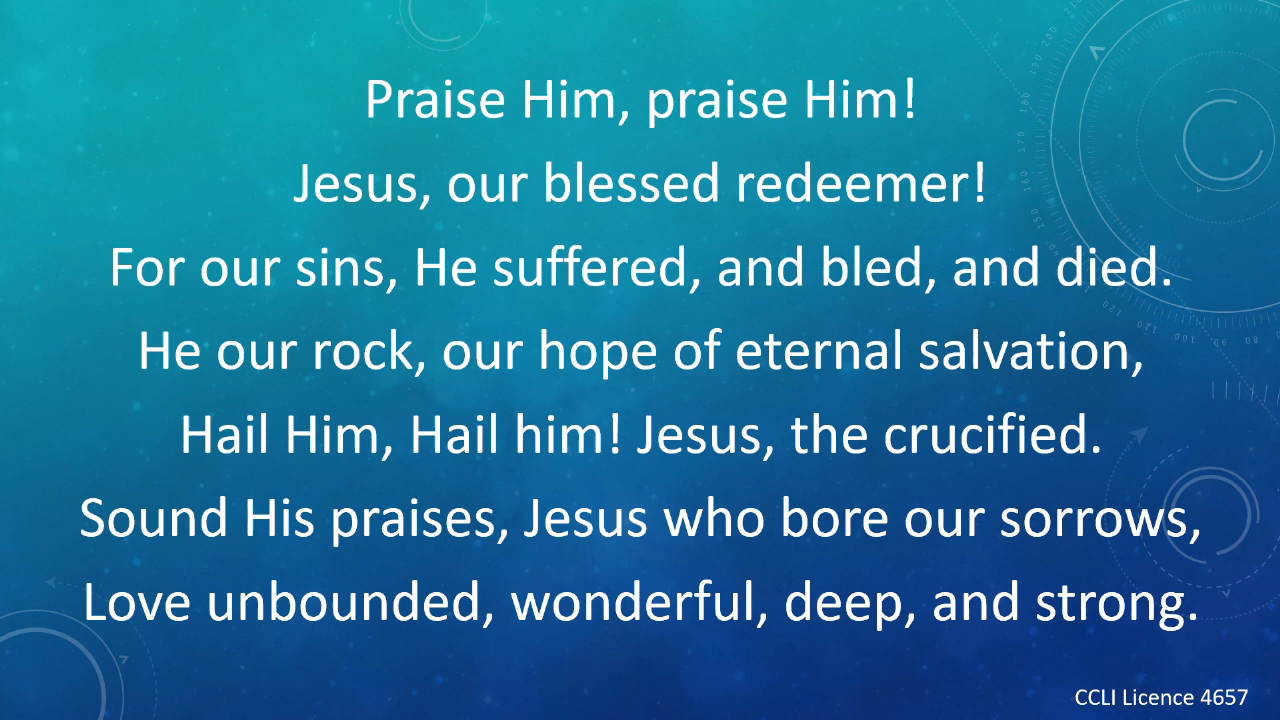 Praise Him, praise Him!
Jesus, our blessed redeemer!
For our sins, He suffered, and bled, and died.
He our rock, our hope of eternal salvation,
Hail Him, Hail him! Jesus, the crucified.
Sound His praises, Jesus who bore our sorrows,
Love unbounded, wonderful, deep, and strong.
CCLI Licence 4657